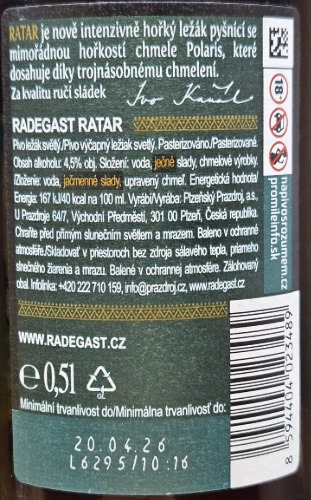 RATAR je nově intenzivně hořký ležák pyšnící se
mimořádnou hořkostí chmele Polaris, které
dosahuje díky trojnásobnému chmelení.
Za kvalitu ručí sládek
RADEGAST RATAR
Pivo ležák světlý/Pivo výčapný ležiak svetlý. Pasterizováno./Pasterizované.
Obsah alkoholu: 4,5% obj. Složení: voda, ječné slady, chmelové výrobky.
/Zloženie: voda, jačmenné slady, upravený chmeľ. Energetická hodnota/
Energia: 167 kJ/40 kcal na 100 ml. Vyrábí/Výrába: Plzeňský Prazdroj, a.s.,
U Prazdroje 64/7, Východní Předměstí, 301 00 Plzeň, Česká republika.
Chraňte před přímým slunečním světlem a mrazem. Baleno v ochranné
atmosféře./Skladovať v priestoroch bez zdroja sálavého tepla, priameho
slnečného žiarenia a mrazu. Balené v ochrannej atmosfére. Zálohovaný
obal. Infolinka: +420 222 710 159, info@prazdroj.cz, www.radegast.cz
WWW.RADEGAST.CZ
e 0,5l
GL
Minimální trvanlivost do/Minimálna trvanlivosť do:
20.04.26
L6295/10:16
18
napivosrozumem.cz
promileinfo.sk
8 594404 023489